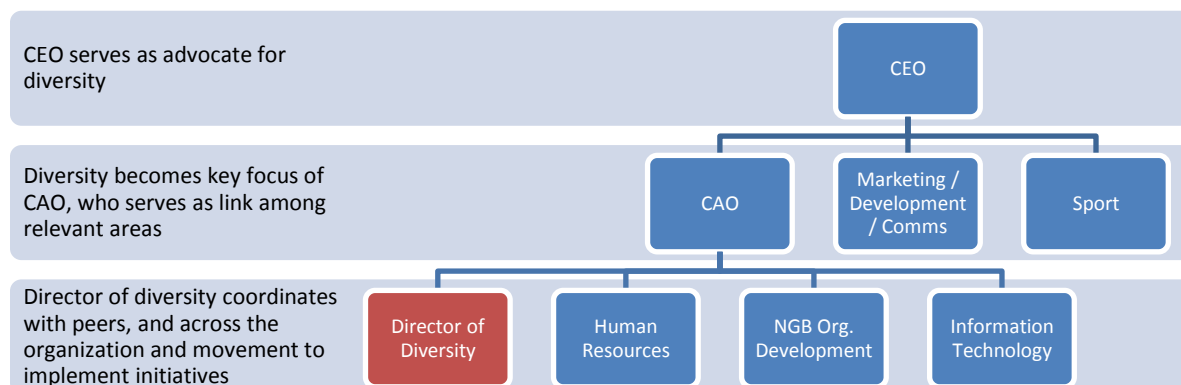 CEO serves as advocate for
diversity
CEO
Diversity becomes key focus of
CAO, who serves as link among
relevant areas
CAO
Marketing /
Development
/ Comms
Sport
Director of diversity coordinates
with peers, and across the
organization and movement to
implement initiatives
Director of
Diversity
Human
Resources
NGB Org.
Development
Information
Technology